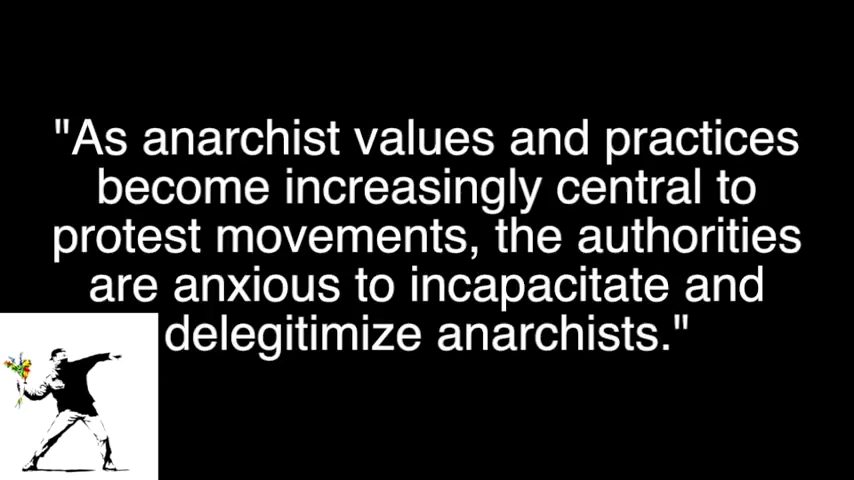 "As anarchist values and practices
become increasingly central to
protest movements, the authorities
are anxious to incapacitate and
delegitimize anarchists."